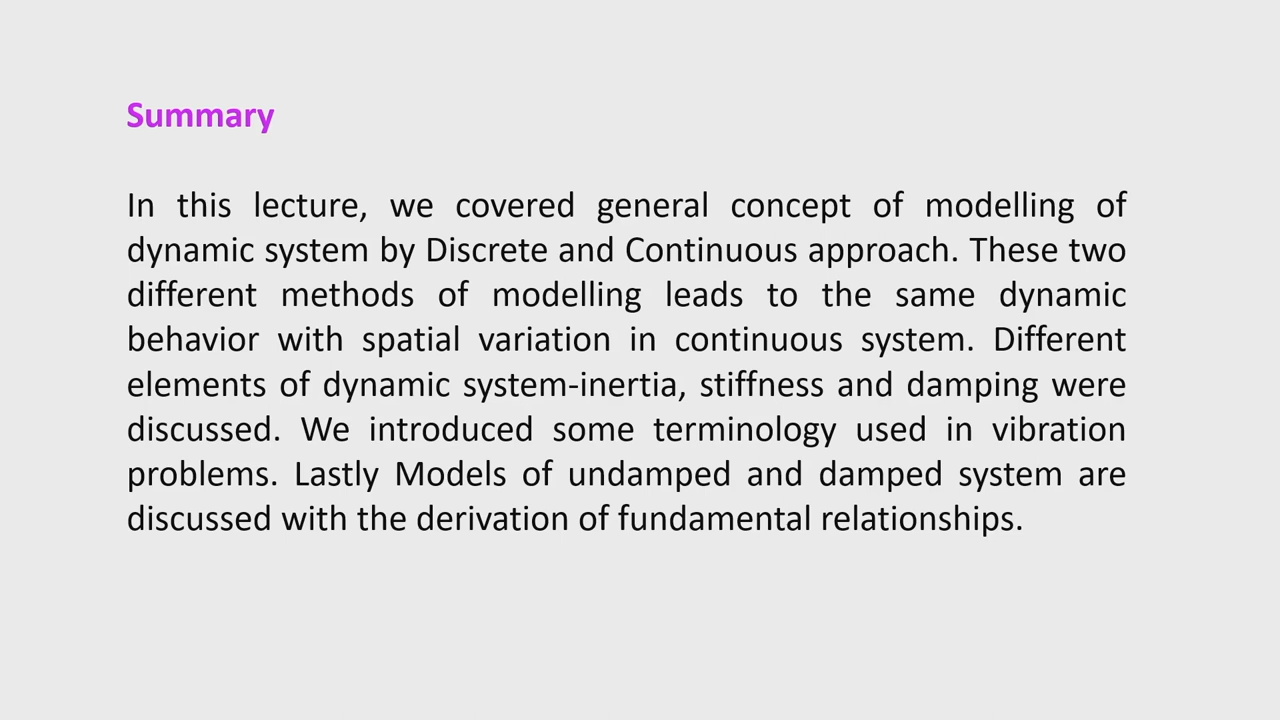 Summary
In this lecture, we covered general concept of modelling of
dynamic system by Discrete and Continuous approach. These two
different methods of modelling leads to the same dynamic
behavior with spatial variation in continuous system. Different
elements of dynamic system-inertia, stiffness and damping were
discussed. We introduced some terminology used in vibration
problems. Lastly Models of undamped and damped system are
discussed with the derivation of fundamental relationships.